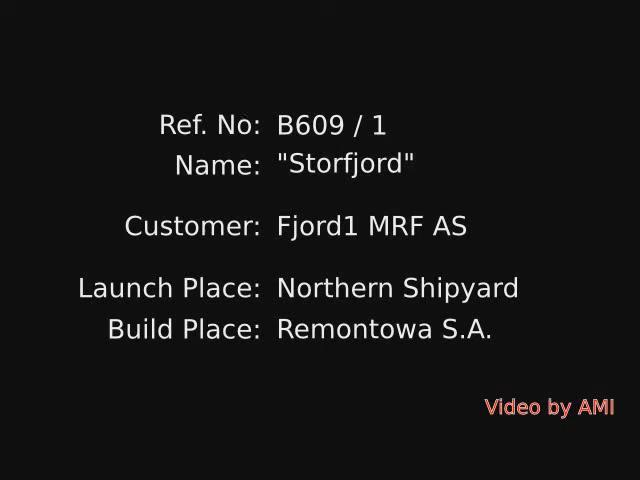 Ref. No: B609 / 1
Name: "Storfjord"
Customer: Fjord1 MRF AS
Launch Place: Northern Shipyard
Build Place: Remontowa S.A.
Video by AMI